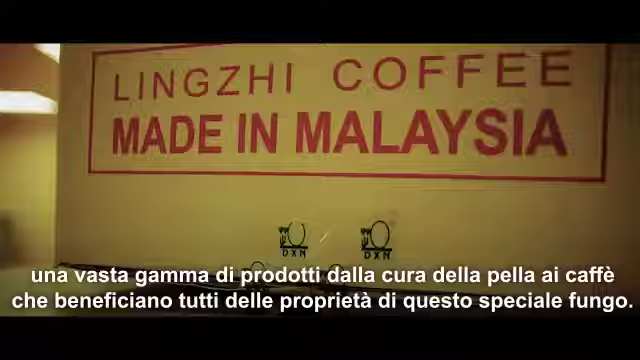 LINGZHI COFFEE
MADE IN MALAYSIA
DXN DXN
una vasta gamma di prodotti dalla cura della pella ai caffè
che beneficiano tutti delle proprietà di questo speciale fungo.